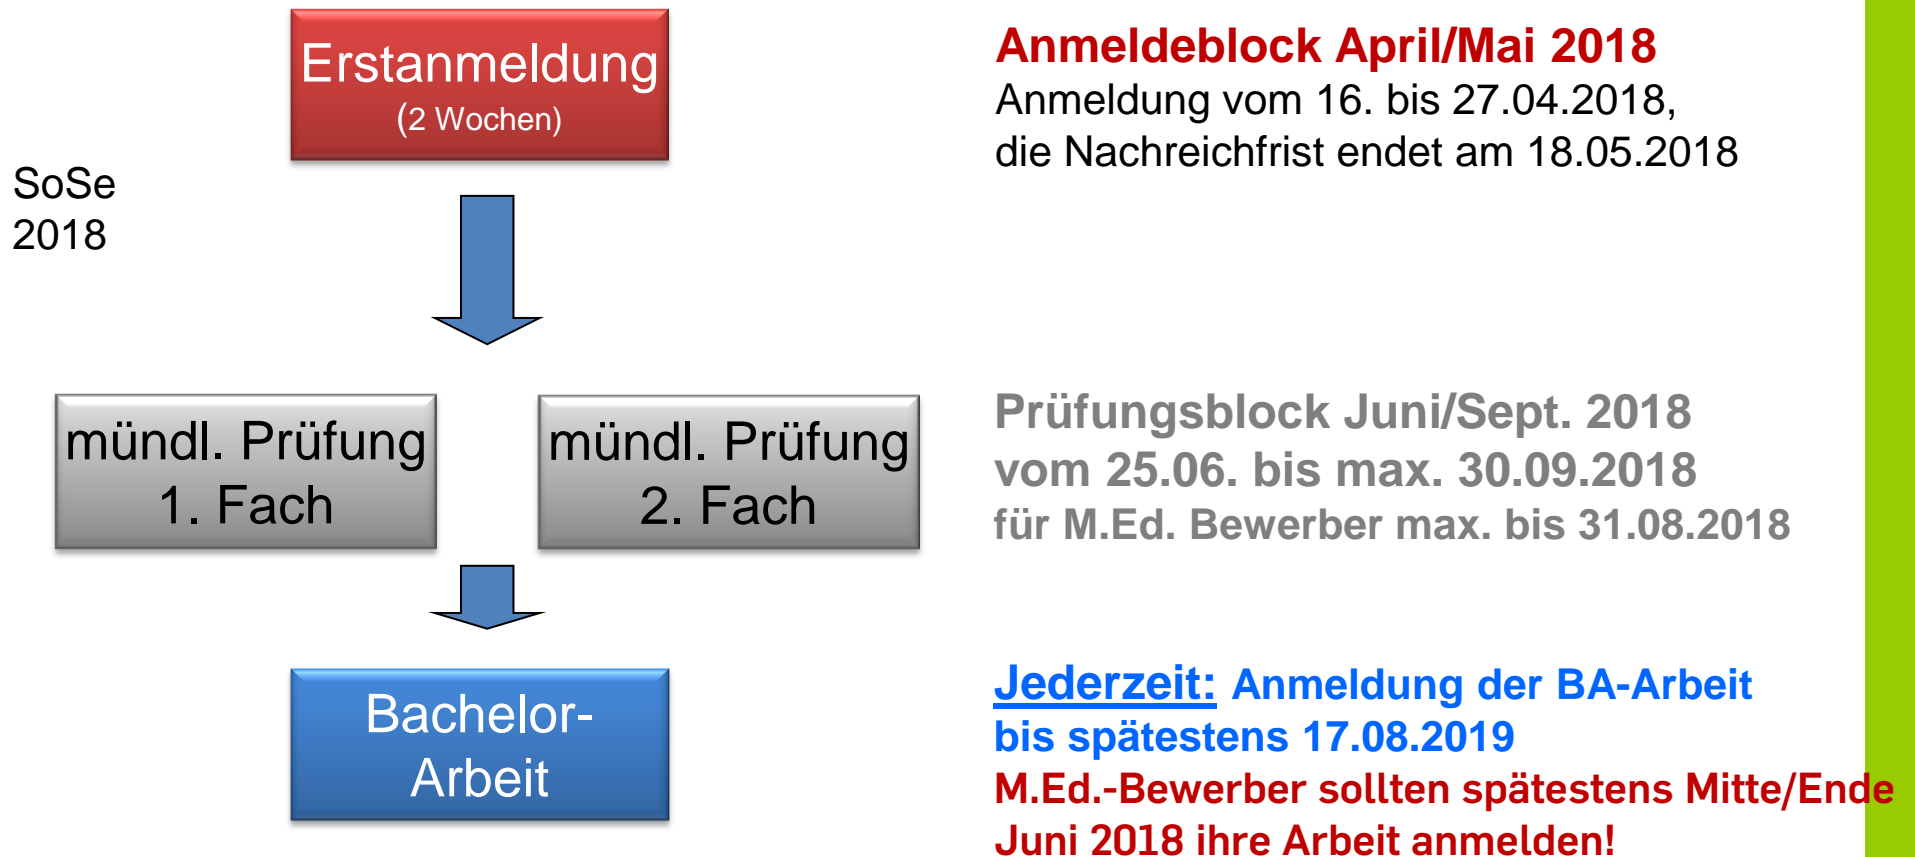 Erstanmeldung
(2 Wochen)
Anmeldeblock April/Mai 2018
Anmeldung vom 16. bis 27.04.2018,
die Nachreichfrist endet am 18.05.2018
SoSe
2018
mündl. Prüfung
1. Fach
mündl. Prüfung
2. Fach
Prüfungsblock Juni/Sept. 2018
vom 25.06. bis max. 30.09.2018
für M.Ed. Bewerber max. bis 31.08.2018
Bachelor-
Arbeit
Jederzeit: Anmeldung der BA-Arbeit
bis spätestens 17.08.2019
M.Ed.-Bewerber sollten spätestens Mitte/Ende
Juni 2018 ihre Arbeit anmelden!